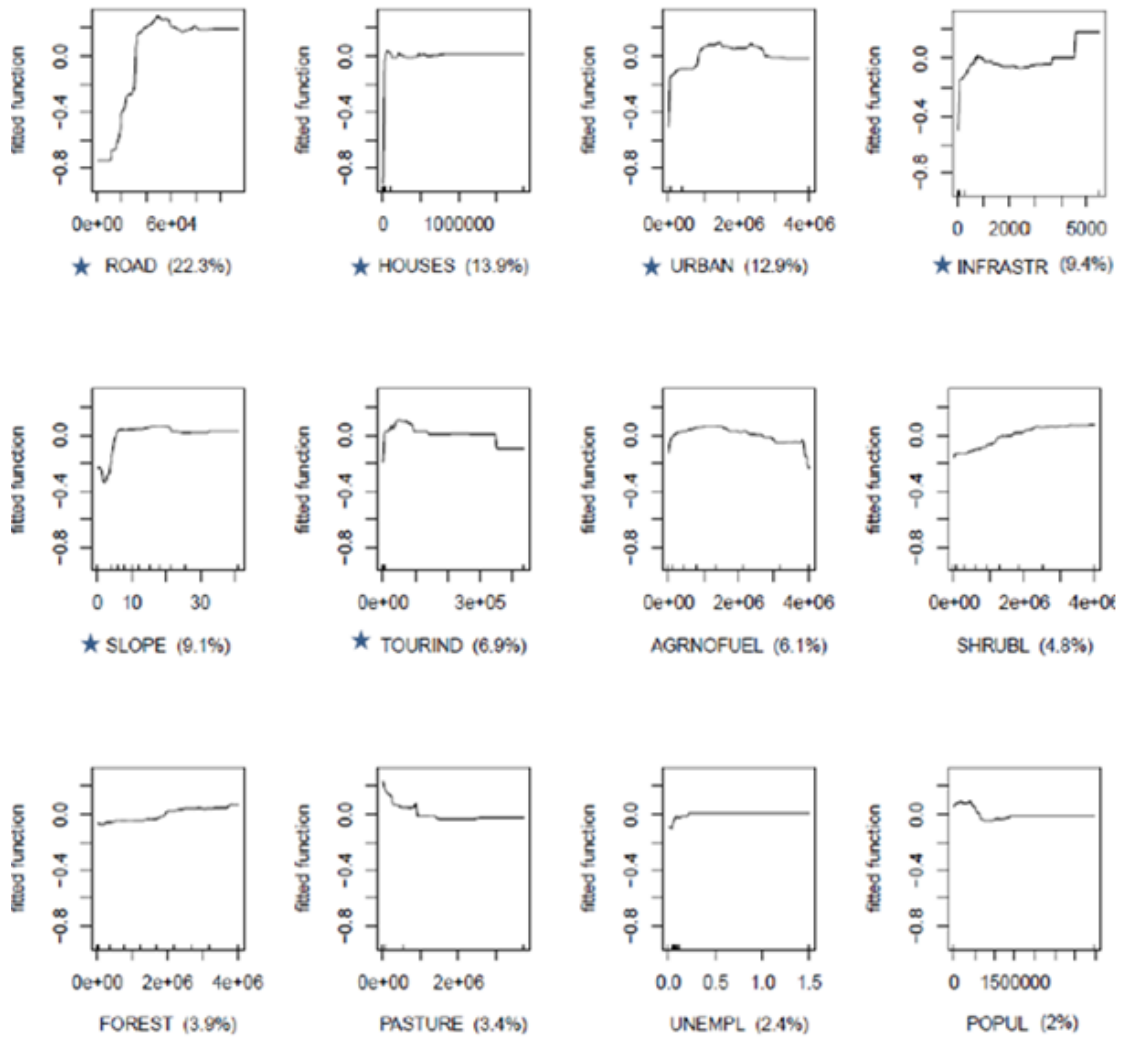 fitted function
0.0
-0.4
-0.8
0e+00 6e+04
★ ROAD (22.3%)
fitted function
0.0
-0.4
-0.8
0 1000000
★ HOUSES (13.9%)
fitted function
0.0
-0.4
-0.8
0e+00 2e+06 4e+06
★ URBAN (12.9%)
fitted function
0.0
-0.4
-0.8
0 2000 5000
★ INFRASTR (9.4%)
fitted function
0.0
-0.4
-0.8
0 10 30
★ SLOPE (9.1%)
fitted function
0.0
-0.4
-0.8
0e+00 3e+05
★ TOURIND (6.9%)
fitted function
0.0
-0.4
-0.8
0e+00 2e+06 4e+06
AGRNOFUEL (6.1%)
fitted function
0.0
-0.4
-0.8
0e+00 2e+06 4e+0
SHRUBL (4.8%)
fitted function
0.0
-0.4
-0.8
0e+00 2e+06 4e+06
FOREST (3.9%)
fitted function
0.0
-0.4
-0.8
0e+00 2e+06
PASTURE (3.4%)
fitted function
0.0
-0.4
-0.8
0.0 0.5 1.0 1.5
UNEMPL (2.4%)
fitted function
0.0
-0.4
-0.8
0 1500000
POPUL (2%)